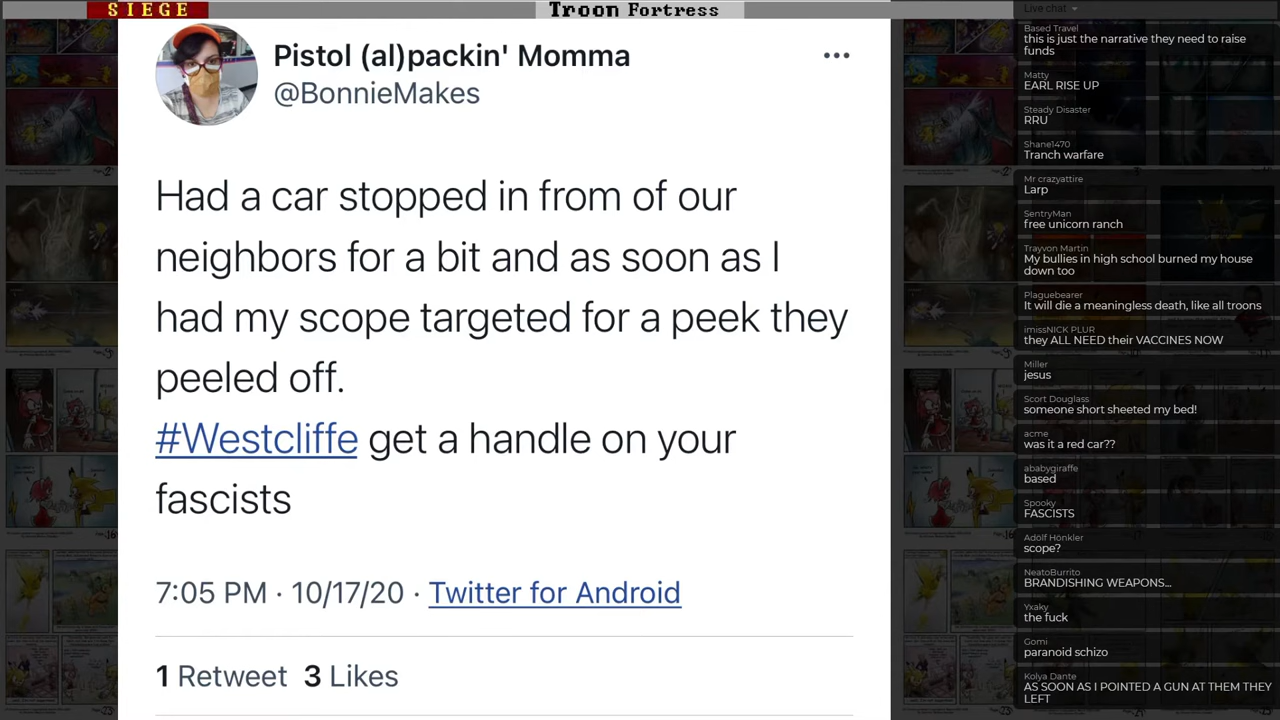 SIEGE
Troon Fortress
Pistol (al)packin' Momma
@BonnieMakes
Had a car stopped in from of our
neighbors for a bit and as soon as I
had my scope targeted for a peek they
peeled off.
#Westcliffe get a handle on your
fascists
7:05 PM · 10/17/20 · Twitter for Android
1 Retweet 3 Likes
Live chat
Based Travel
this is just the narrative they need to raise
funds
Matty
EARL RISE UP
Steady Disaster
RRU
Shane1470
Tranch warfare
Mr crazyattire
Larp
SentryMan
free unicorn ranch
Trayvon Martin
My bullies in high school burned my house
down too
Plaguebearer
It will die a meaningless death, like all troons
imissNICK PLUR
they ALL NEED their VACCINES NOW
Miller
jesus
Scort Douglass
someone short sheeted my bed!
acme
was it a red car??
ababygiraffe
based
Spooky
FASCISTS
Adolf Hönkler
scope?
NeatoBurrito
BRANDISHING WEAPONS...
Yxaky
the fuck
Gomi
paranoid schizo
Kolya Dante
AS SOON AS I POINTED A GUN AT THEM THEY
LEFT